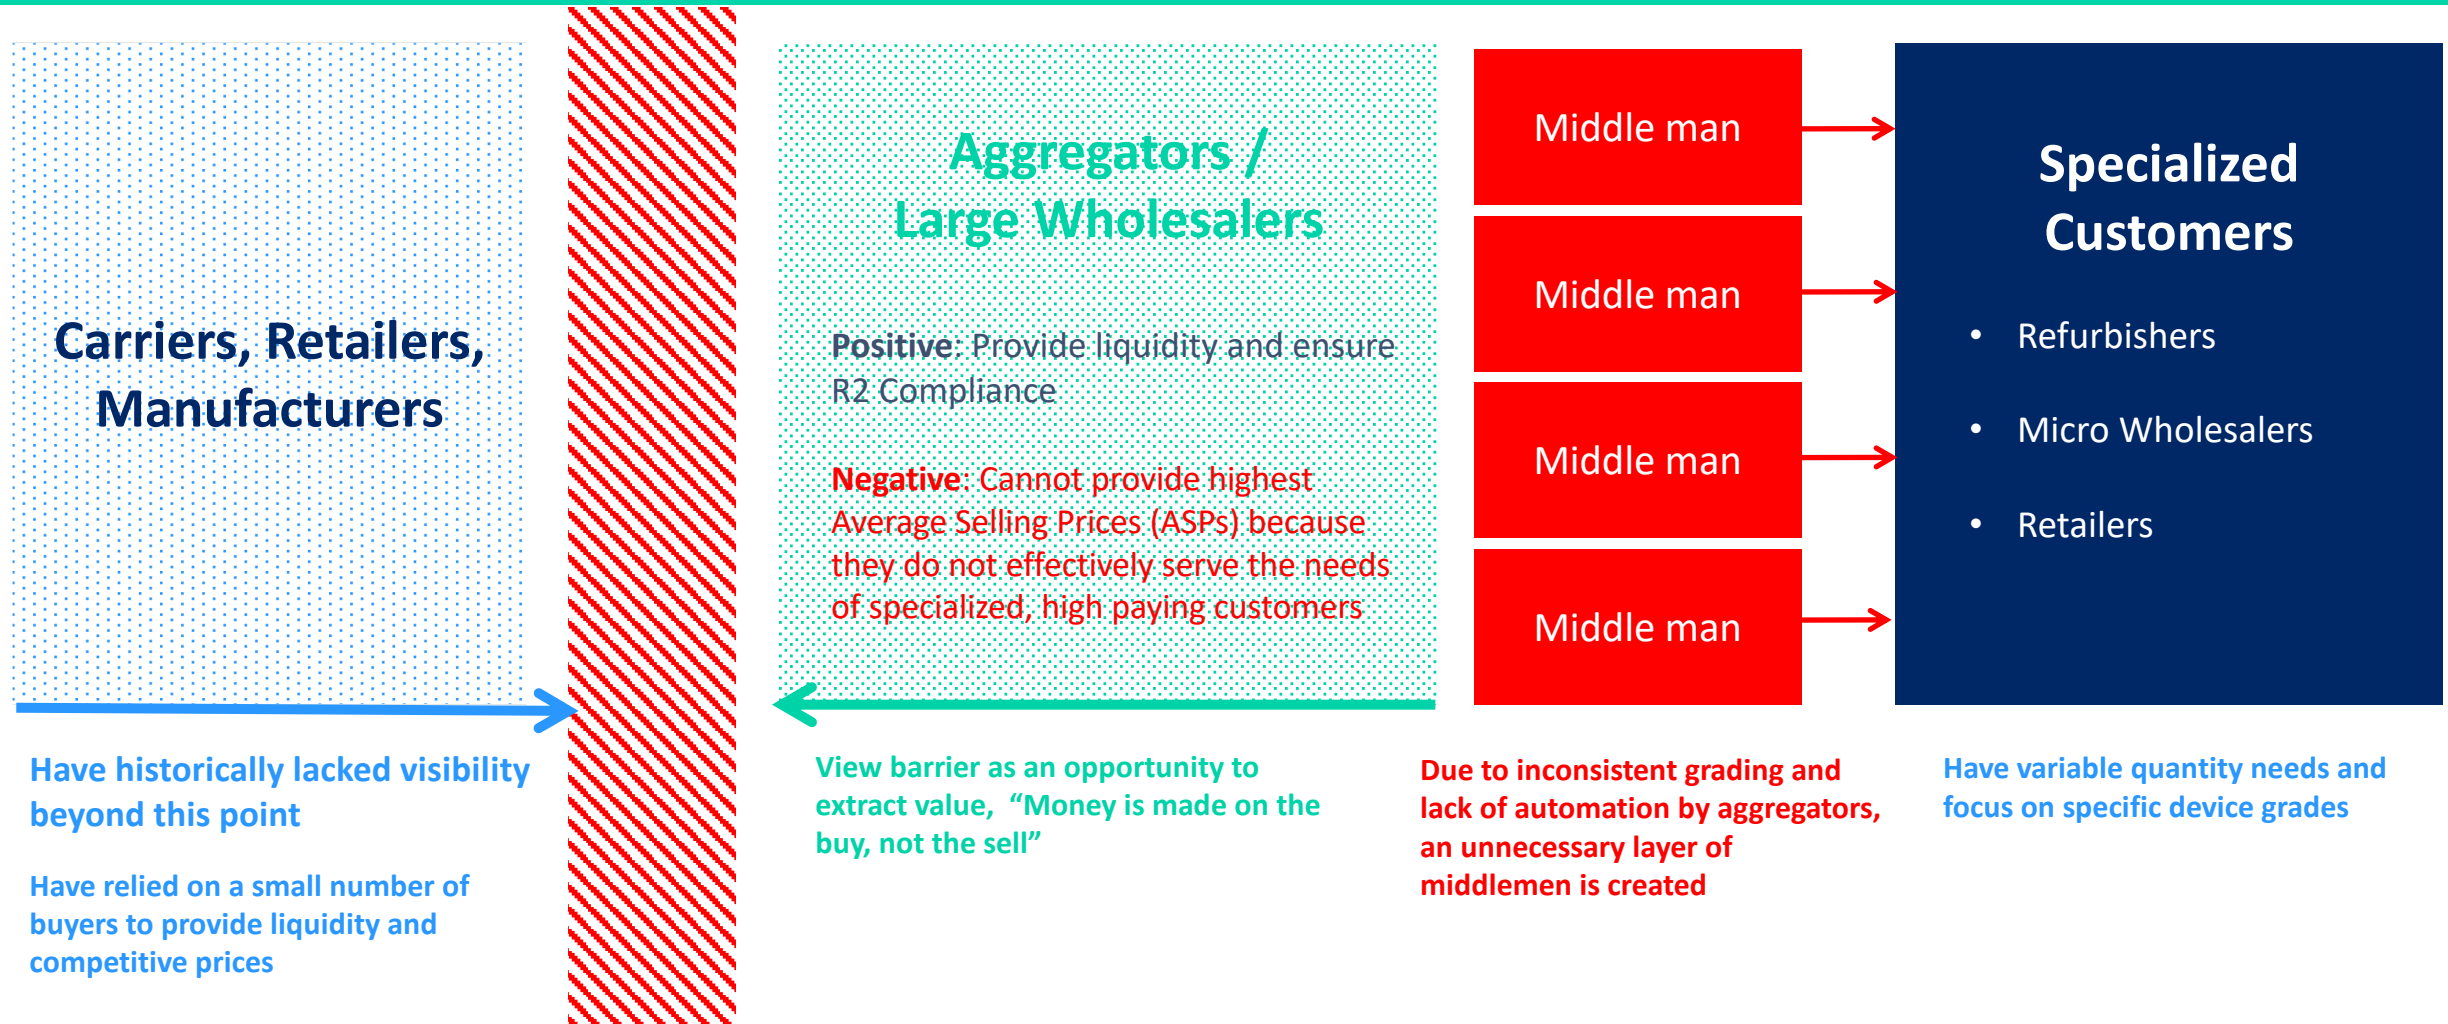 Carriers, Retailers,
Manufacturers
Have historically lacked visibility
beyond this point
Have relied on a small number of
buyers to provide liquidity and
competitive prices
Aggregators /
Large Wholesalers
Positive: Provide liquidity and ensure
R2 Compliance
Negative: Cannot provide highest
Average Selling Prices (ASPs) because
they do not effectively serve the needs
of specialized, high paying customers
View barrier as an opportunity to
extract value,  “Money is made on the
buy, not the sell”
Middle man
Middle man
Middle man
Middle man
Due to inconsistent grading and
lack of automation by aggregators,
an unnecessary layer of
middlemen is created
Specialized
Customers
• Refurbishers
• Micro Wholesalers
• Retailers
Have variable quantity needs and
focus on specific device grades